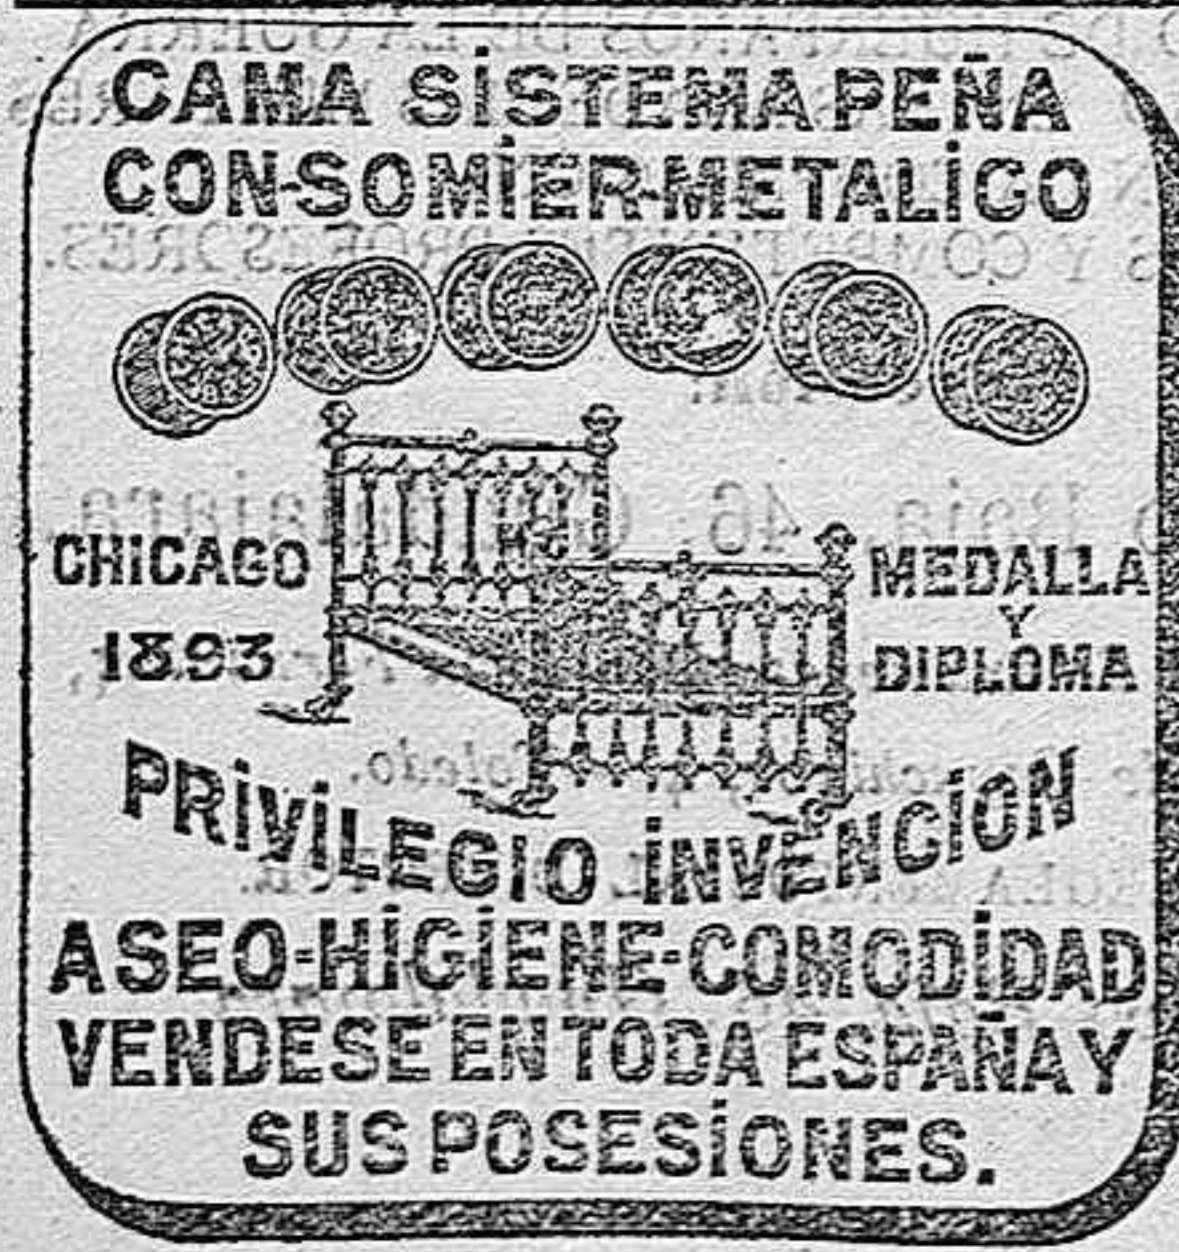 CAMA SISTEMA PEÑA
CON-SOMIER-METALICO
CHICAGO
1893
MEDALLA
Y
DIPLOMA
PRIVILEGIO INVENCION
ASEO-HIGIENE-COMODIDAD
VENDESE EN TODA ESPAÑA Y
SUS POSESIONES.